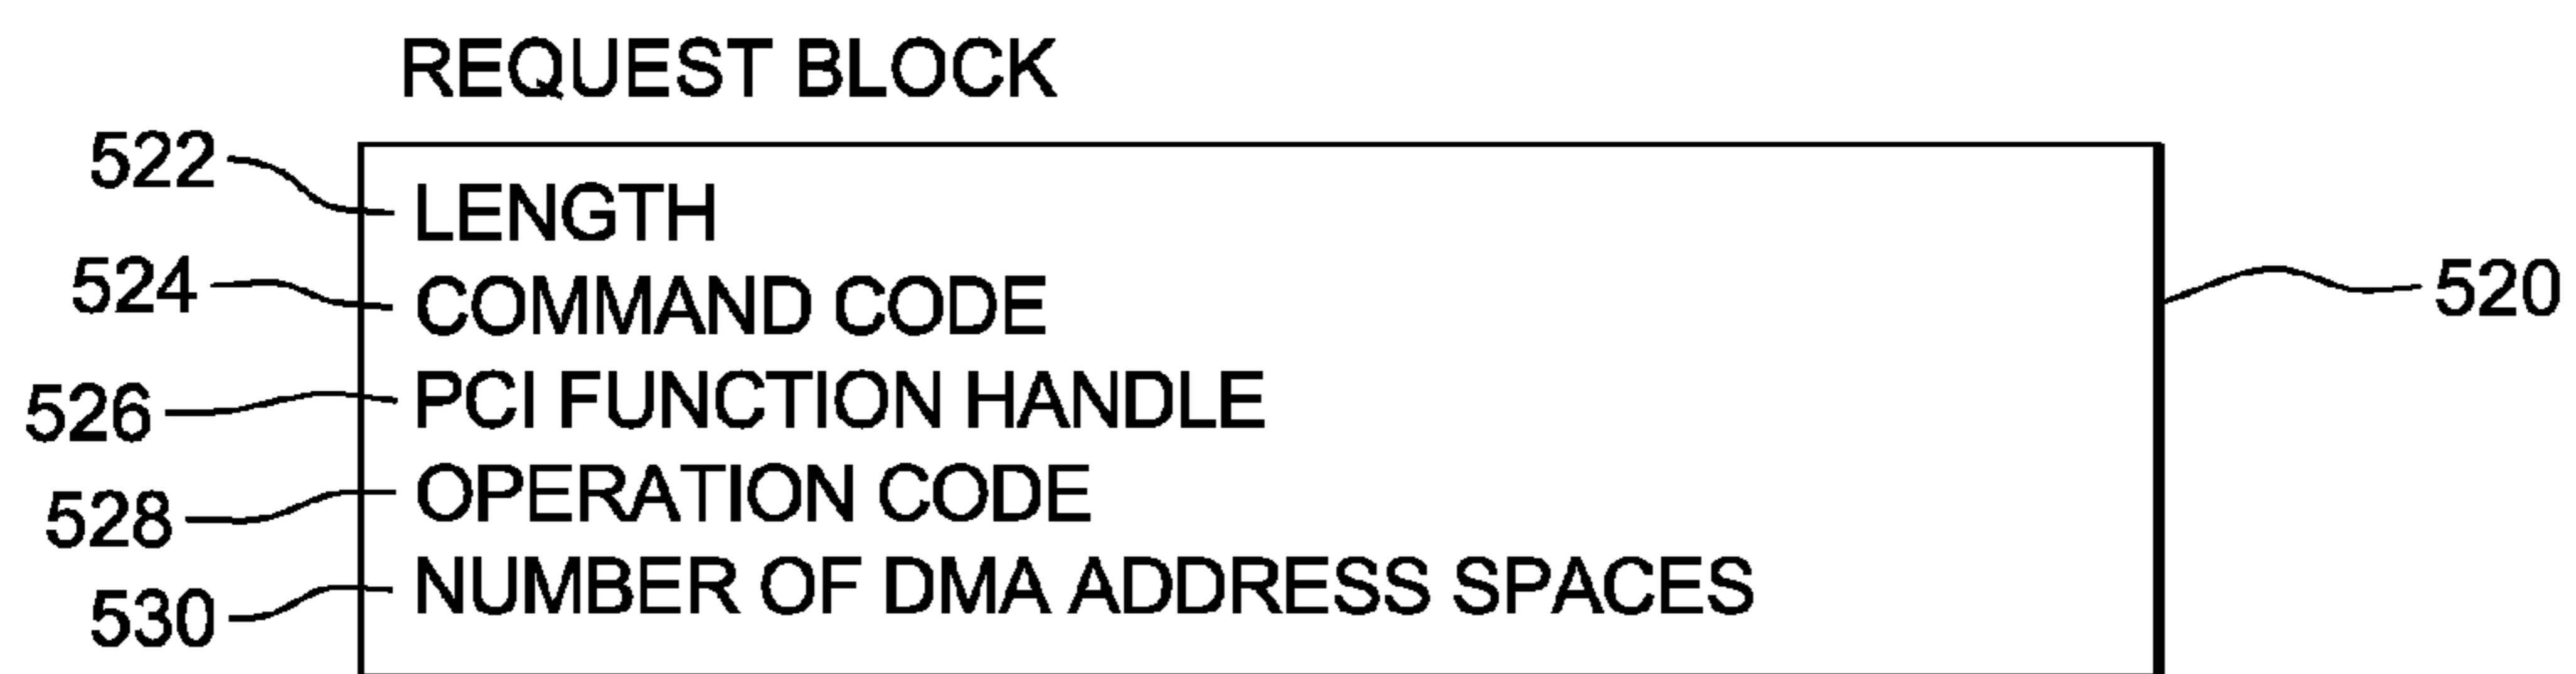 REQUEST BLOCK
522 LENGTH
524 COMMAND CODE 520
526 PCI FUNCTION HANDLE
528 OPERATION CODE
530 NUMBER OF DMA ADDRESS SPACES